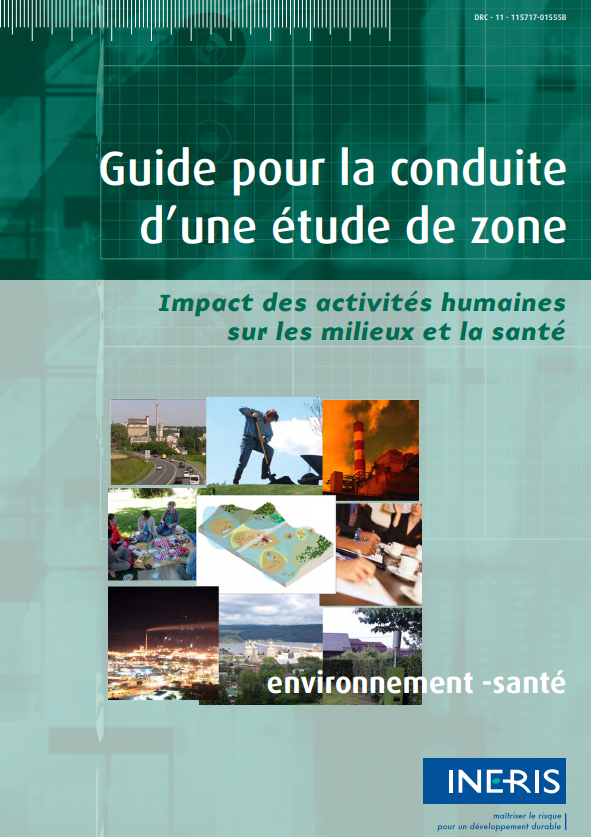 DRC - 11 - 115717-01555B
Guide pour la conduite
d'une étude de zone
Impact des activités humaines
sur les milieux et la santé
environnement -santé
INERIS
maîtriser le risque
pour un développement durable